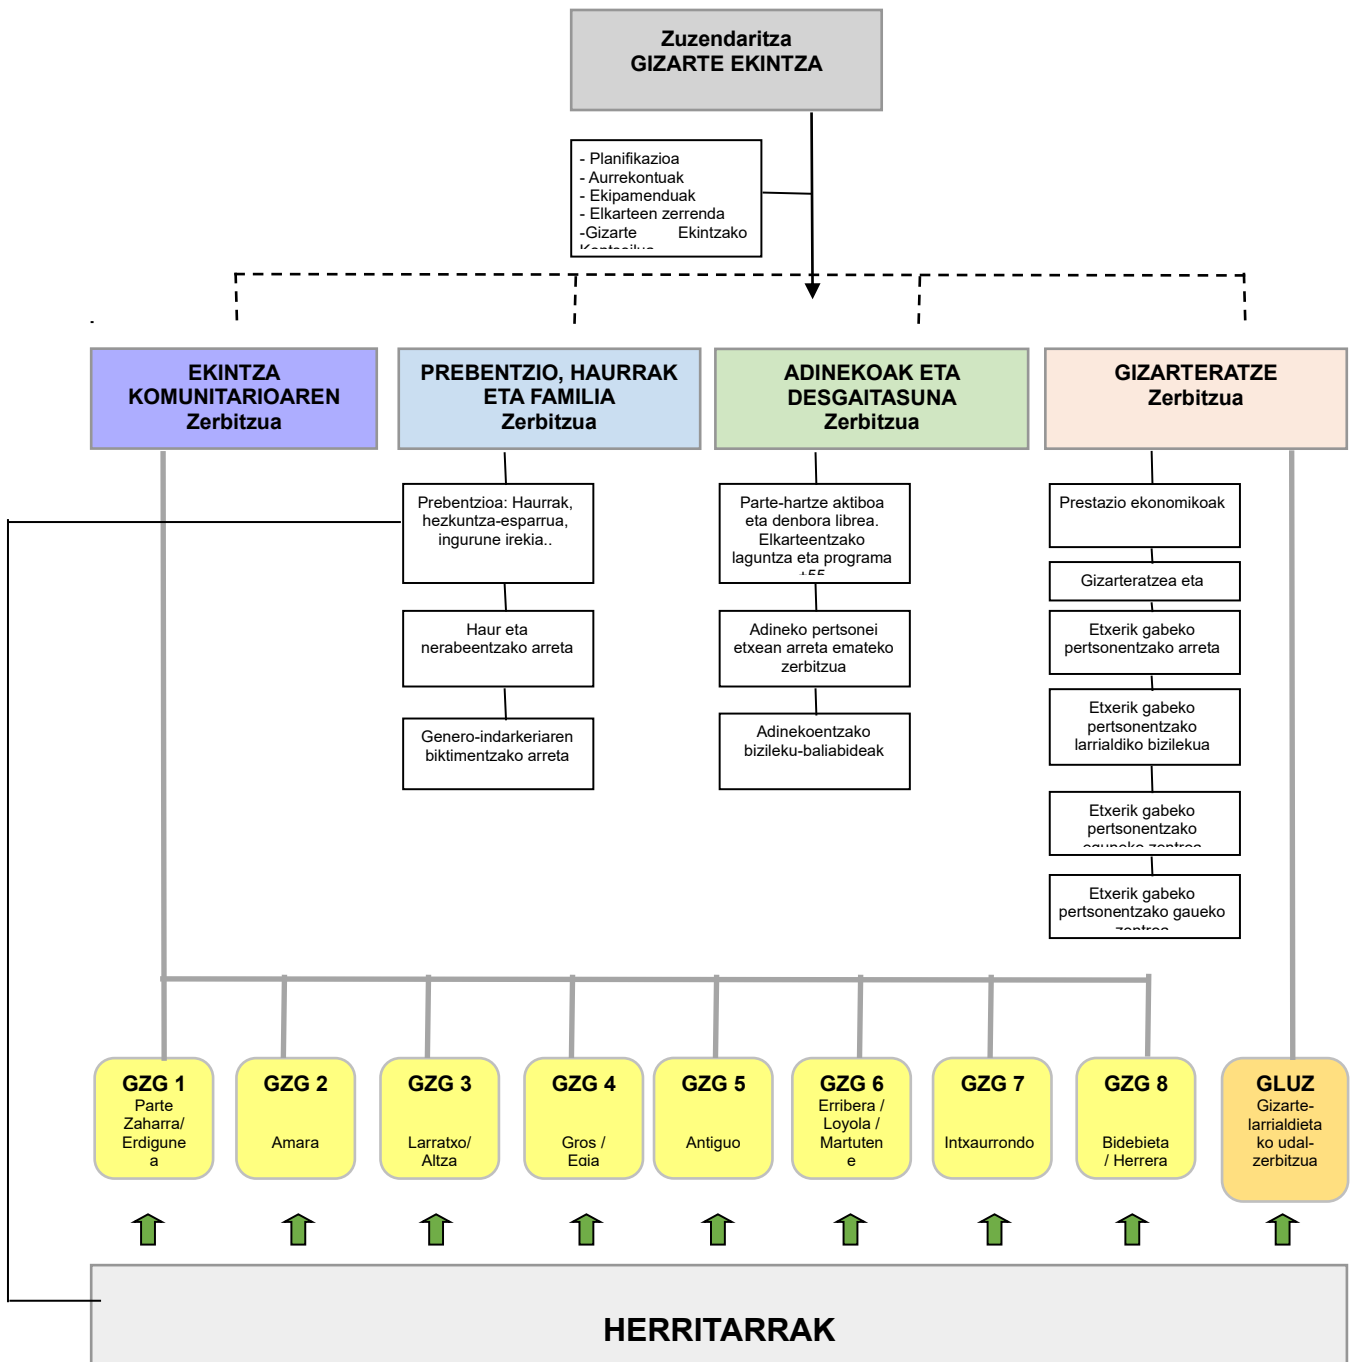 Zuzendaritza
GIZARTE EKINTZA
- Planifikazioa
- Aurrekontuak
- Ekipamenduak
- Elkarteen zerrenda
-Gizarte Ekintzako
EKINTZA
KOMUNITARIOAREN
Zerbitzua
PREBENTZIO, HAURRAK
ETA FAMILIA
Zerbitzua
ADINEKOAK ETA
DESGAITASUNA
Zerbitzua
GIZARTERATZE
Zerbitzua
Prebentzioa: Haurrak,
hezkuntza-esparrua,
ingurune irekia..
Haur eta
nerabeentzako arreta
Genero-indarkeriaren
biktimentzako arreta
Parte-hartze aktiboa
eta denbora librea.
Elkarteentzako
laguntza eta programa
Adineko pertsonei
etxean arreta emateko
zerbitzua
Adinekoentzako
bizileku-baliabideak
Prestazio ekonomikoak
Gizarteratzea eta
Etxerik gabeko
pertsonentzako arreta
Etxerik gabeko
pertsonentzako
larrialdiko bizilekua
Etxerik gabeko
pertsonentzako
Etxerik gabeko
pertsonentzako gaueko
GZG 1
Parte
Zaharra/
Erdigune
a
GZG 2
Amara
GZG 3
Larratxo/
Altza
GZG 4
Gros /
Egia
GZG 5
Antiguo
GZG 6
Erribera /
Loyola /
Martuten
e
GZG 7
Intxaurrondo
GZG 8
Bidebieta
/ Herrera
GLUZ
Gizarte-
larrialdieta
ko udal-
zerbitzua
HERRITARRAK